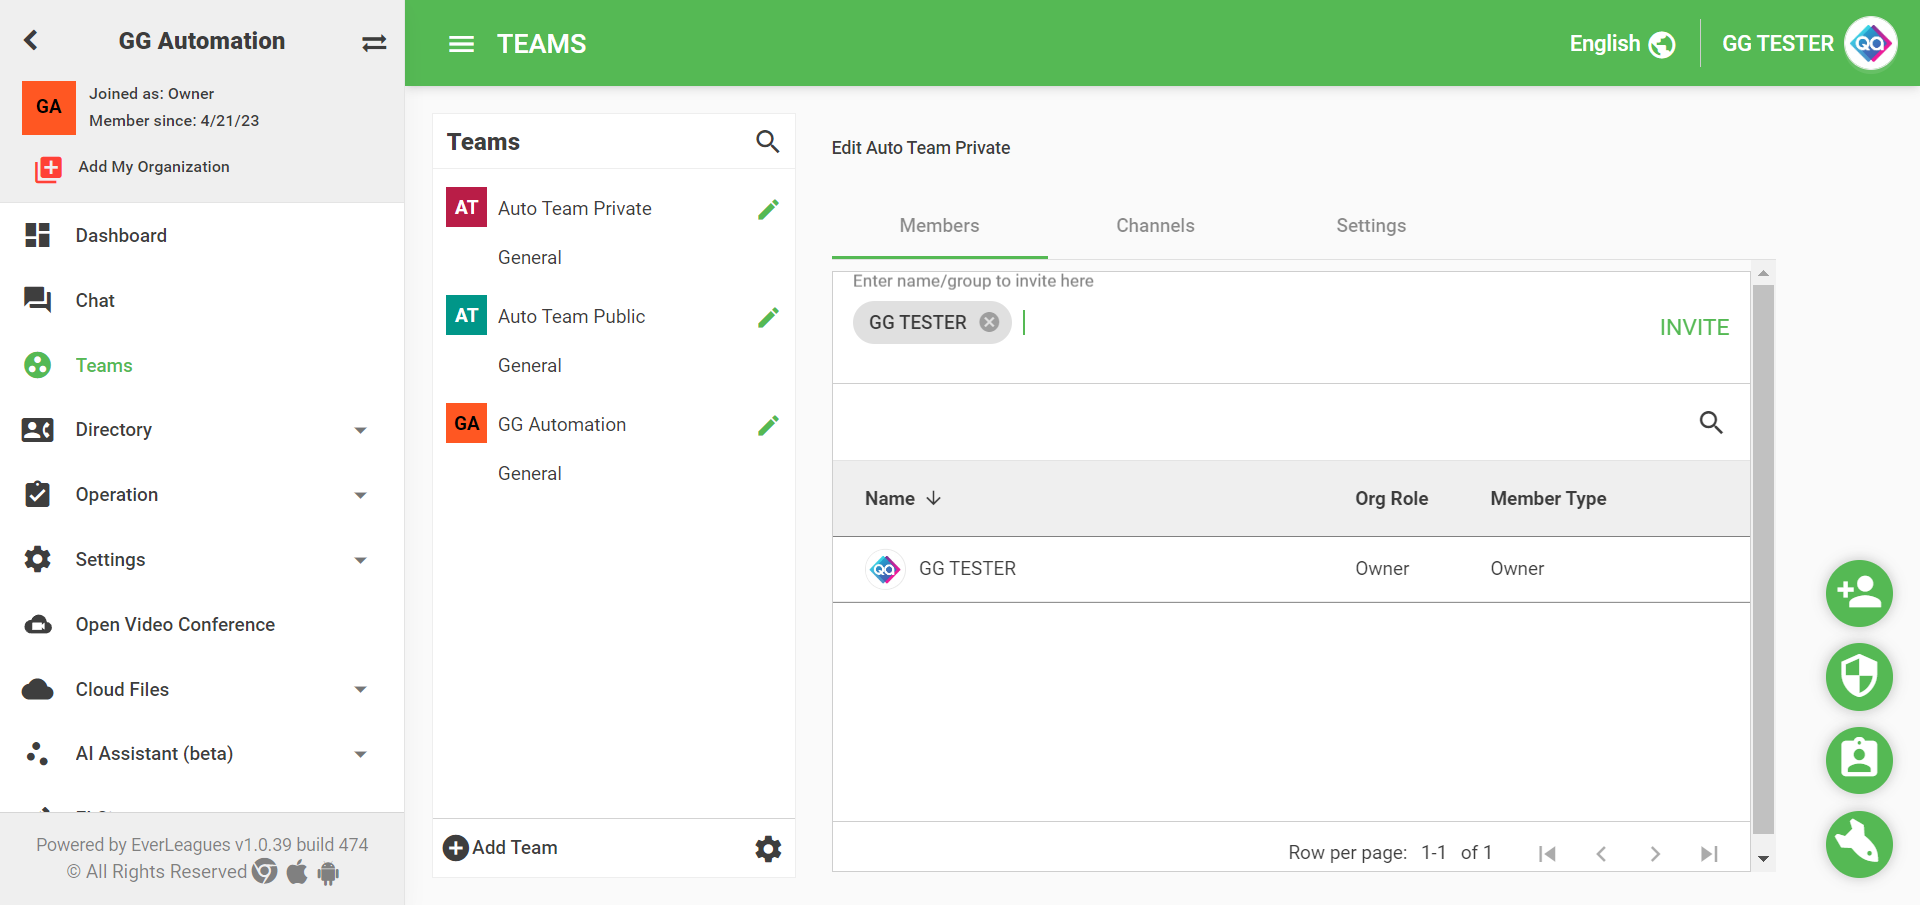 GG Automation
GA
Joined as: Owner
Member since: 4/21/23
Add My Organization
Dashboard
Chat
Teams
Directory
Operation
Settings
Open Video Conference
Cloud Files
AI Assistant (beta)
Powered by EverLeagues v1.0.39 build 474
© All Rights Reserved
TEAMS
English
GG TESTER
QA
Teams
AT
Auto Team Private
General
AT
Auto Team Public
General
GA
GG Automation
General
Add Team
Edit Auto Team Private
Members
Channels
Settings
Enter name/group to invite here
GG TESTER
INVITE
Name
Org Role
Member Type
QA
GG TESTER
Owner
Owner
Row per page:
1-1
of 1